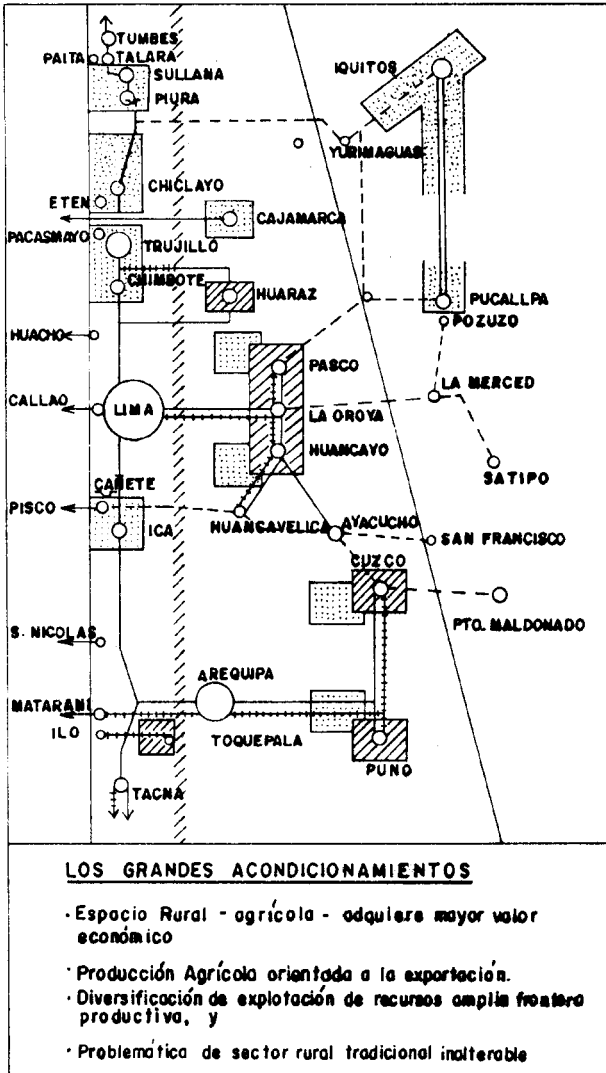 TUMBES
PAITA TALARA
SULLANA
PIURA
IQUITOS
YURIMAGUAS
CHICLAYO
ETEN
CAJAMARCA
PACASMAYO
TRUJILLO
CHIMBOTE
HUARAZ
PUCALLPA
POZUZO
HUACHO
PASCO
LA MERCED
CALLAO
LIMA
LA OROYA
HUANCAYO
SATIPO
CAÑETE
PISCO
ICA
HUANCAVELICA
AYACUCHO
SAN FRANCISCO
CUZCO
PTO. MALDONADO
S. NICOLAS
AREQUIPA
MATARANI
ILO
TOQUEPALA
PUNO
TACNA
LOS GRANDES ACONDICIONAMIENTOS
· Espacio Rural - agrícola - adquiere mayor valor
económico
· Producción Agrícola orientada a la exportación.
· Diversificación de explotación de recursos amplia frontera
productiva, y
· Problemática de sector rural tradicional inalterable